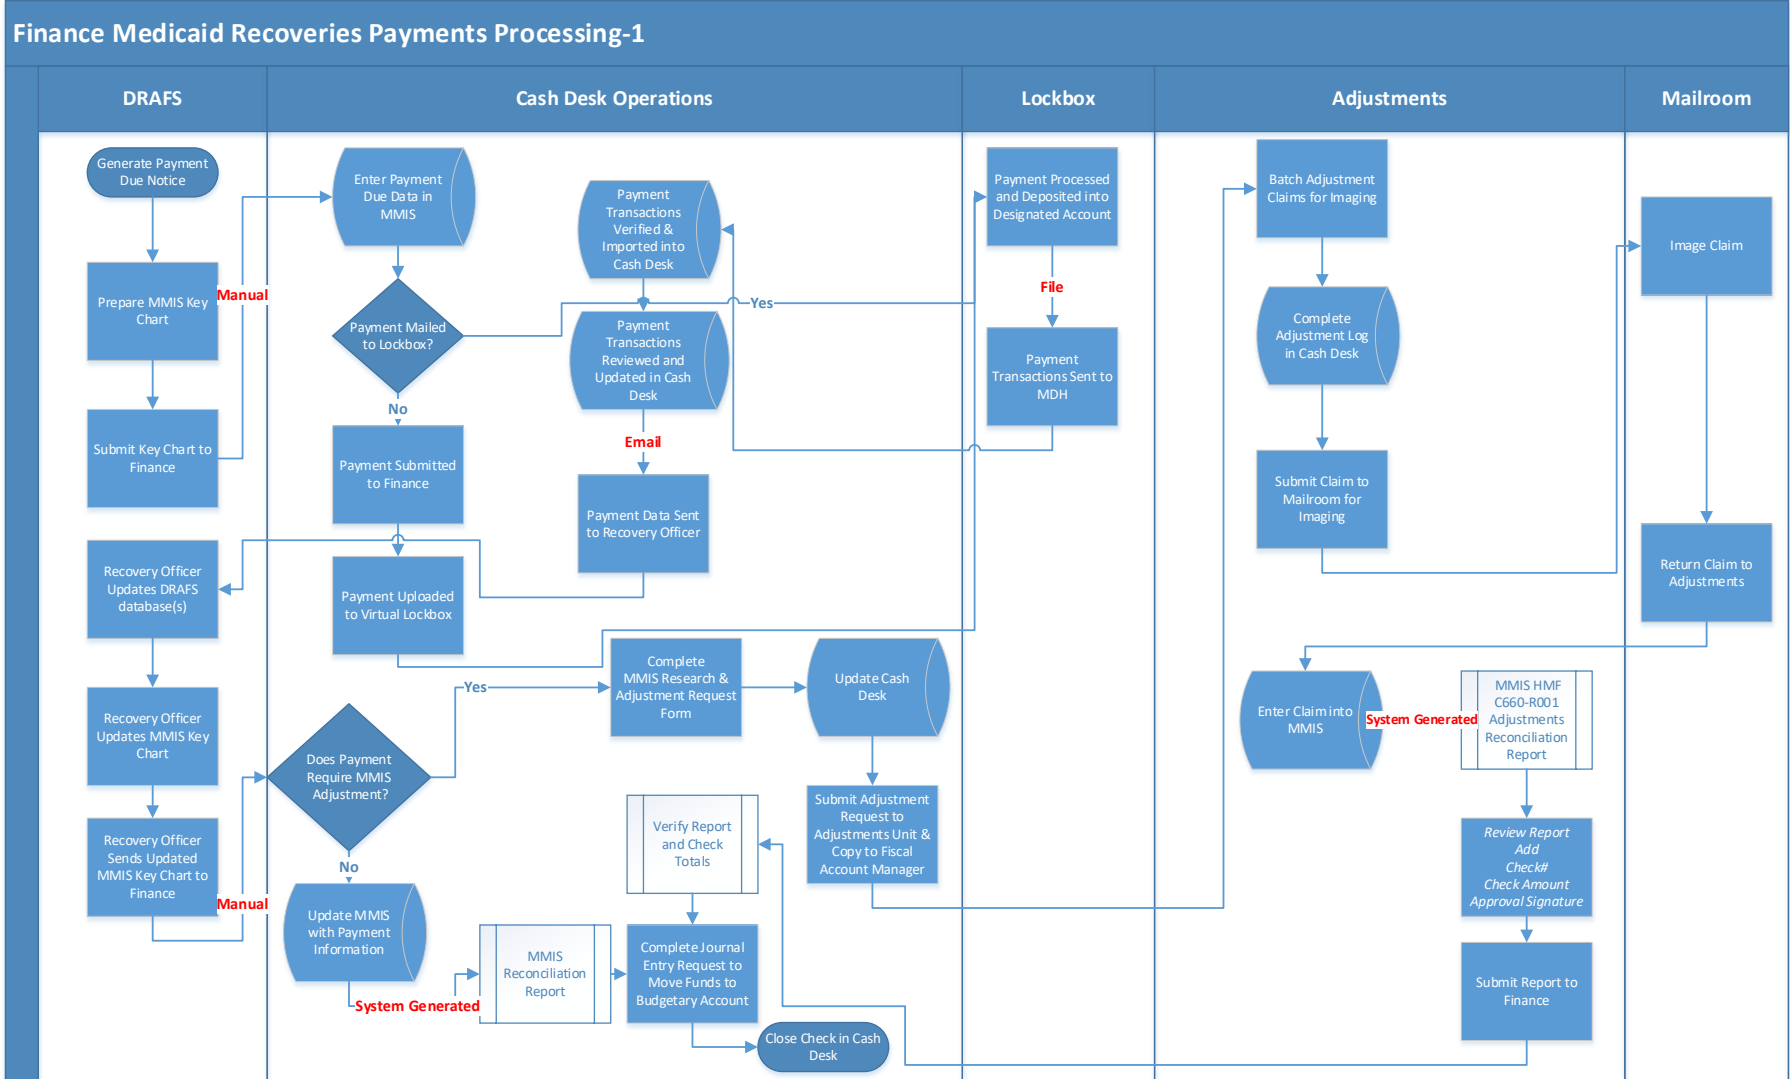 Finance Medicaid Recoveries Payments Processing-1
DRAFS
Cash Desk Operations
Lockbox
Adjustments
Mailroom
Generate Payment
Due Notice
Prepare MMIS Key
Chart
Manual
Submit Key Chart to
Finance
Recovery Officer
Updates DRAFS
database(s)
Recovery Officer
Updates MMIS Key
Chart
Recovery Officer
Sends Updated
MMIS Key Chart to
Finance
Manual
Enter Payment
Due Data in
MMIS
Payment Mailed
to Lockbox?
Yes
No
Payment Submitted
to Finance
Payment Uploaded
to Virtual Lockbox
Payment
Transactions
Verified &
Imported into
Cash Desk
Payment
Transactions
Reviewed and
Updated in Cash
Desk
Email
Payment Data Sent
to Recovery Officer
Does Payment
Require MMIS
Adjustment?
Yes
No
Complete
MMIS Research &
Adjustment Request
Form
Update Cash
Desk
Submit Adjustment
Request to
Adjustments Unit &
Copy to Fiscal
Account Manager
Update MMIS
with Payment
Information
System Generated
MMIS
Reconciliation
Report
Verify Report
and Check
Totals
Complete Journal
Entry Request to
Move Funds to
Budgetary Account
Close Check in Cash
Desk
Payment Processed
and Deposited into
Designated Account
File
Payment
Transactions Sent to
MDH
Batch Adjustment
Claims for Imaging
Complete
Adjustment Log
in Cash Desk
Submit Claim to
Mailroom for
Imaging
Enter Claim into
MMIS
System Generated
MMIS HMF
C660-R001
Adjustments
Reconciliation
Report
Review Report
Add
Check#
Check Amount
Approval Signature
Submit Report to
Finance
Image Claim
Return Claim to
Adjustments